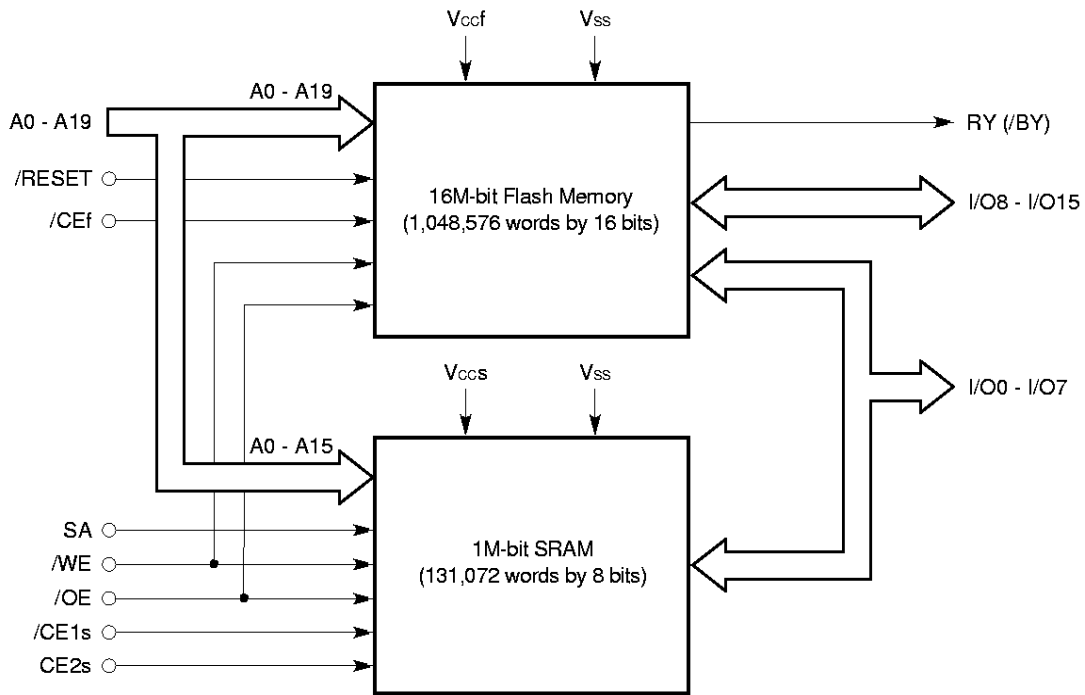 VCCf
VSS
A0 - A19
A0 - A19
/RESET
/CEf
16M-bit Flash Memory
(1,048,576 words by 16 bits)
RY (/BY)
I/O8 - I/O15
I/O0 - I/O7
VCCs
VSS
A0 - A15
SA
/WE
/OE
/CE1s
CE2s
1M-bit SRAM
(131,072 words by 8 bits)